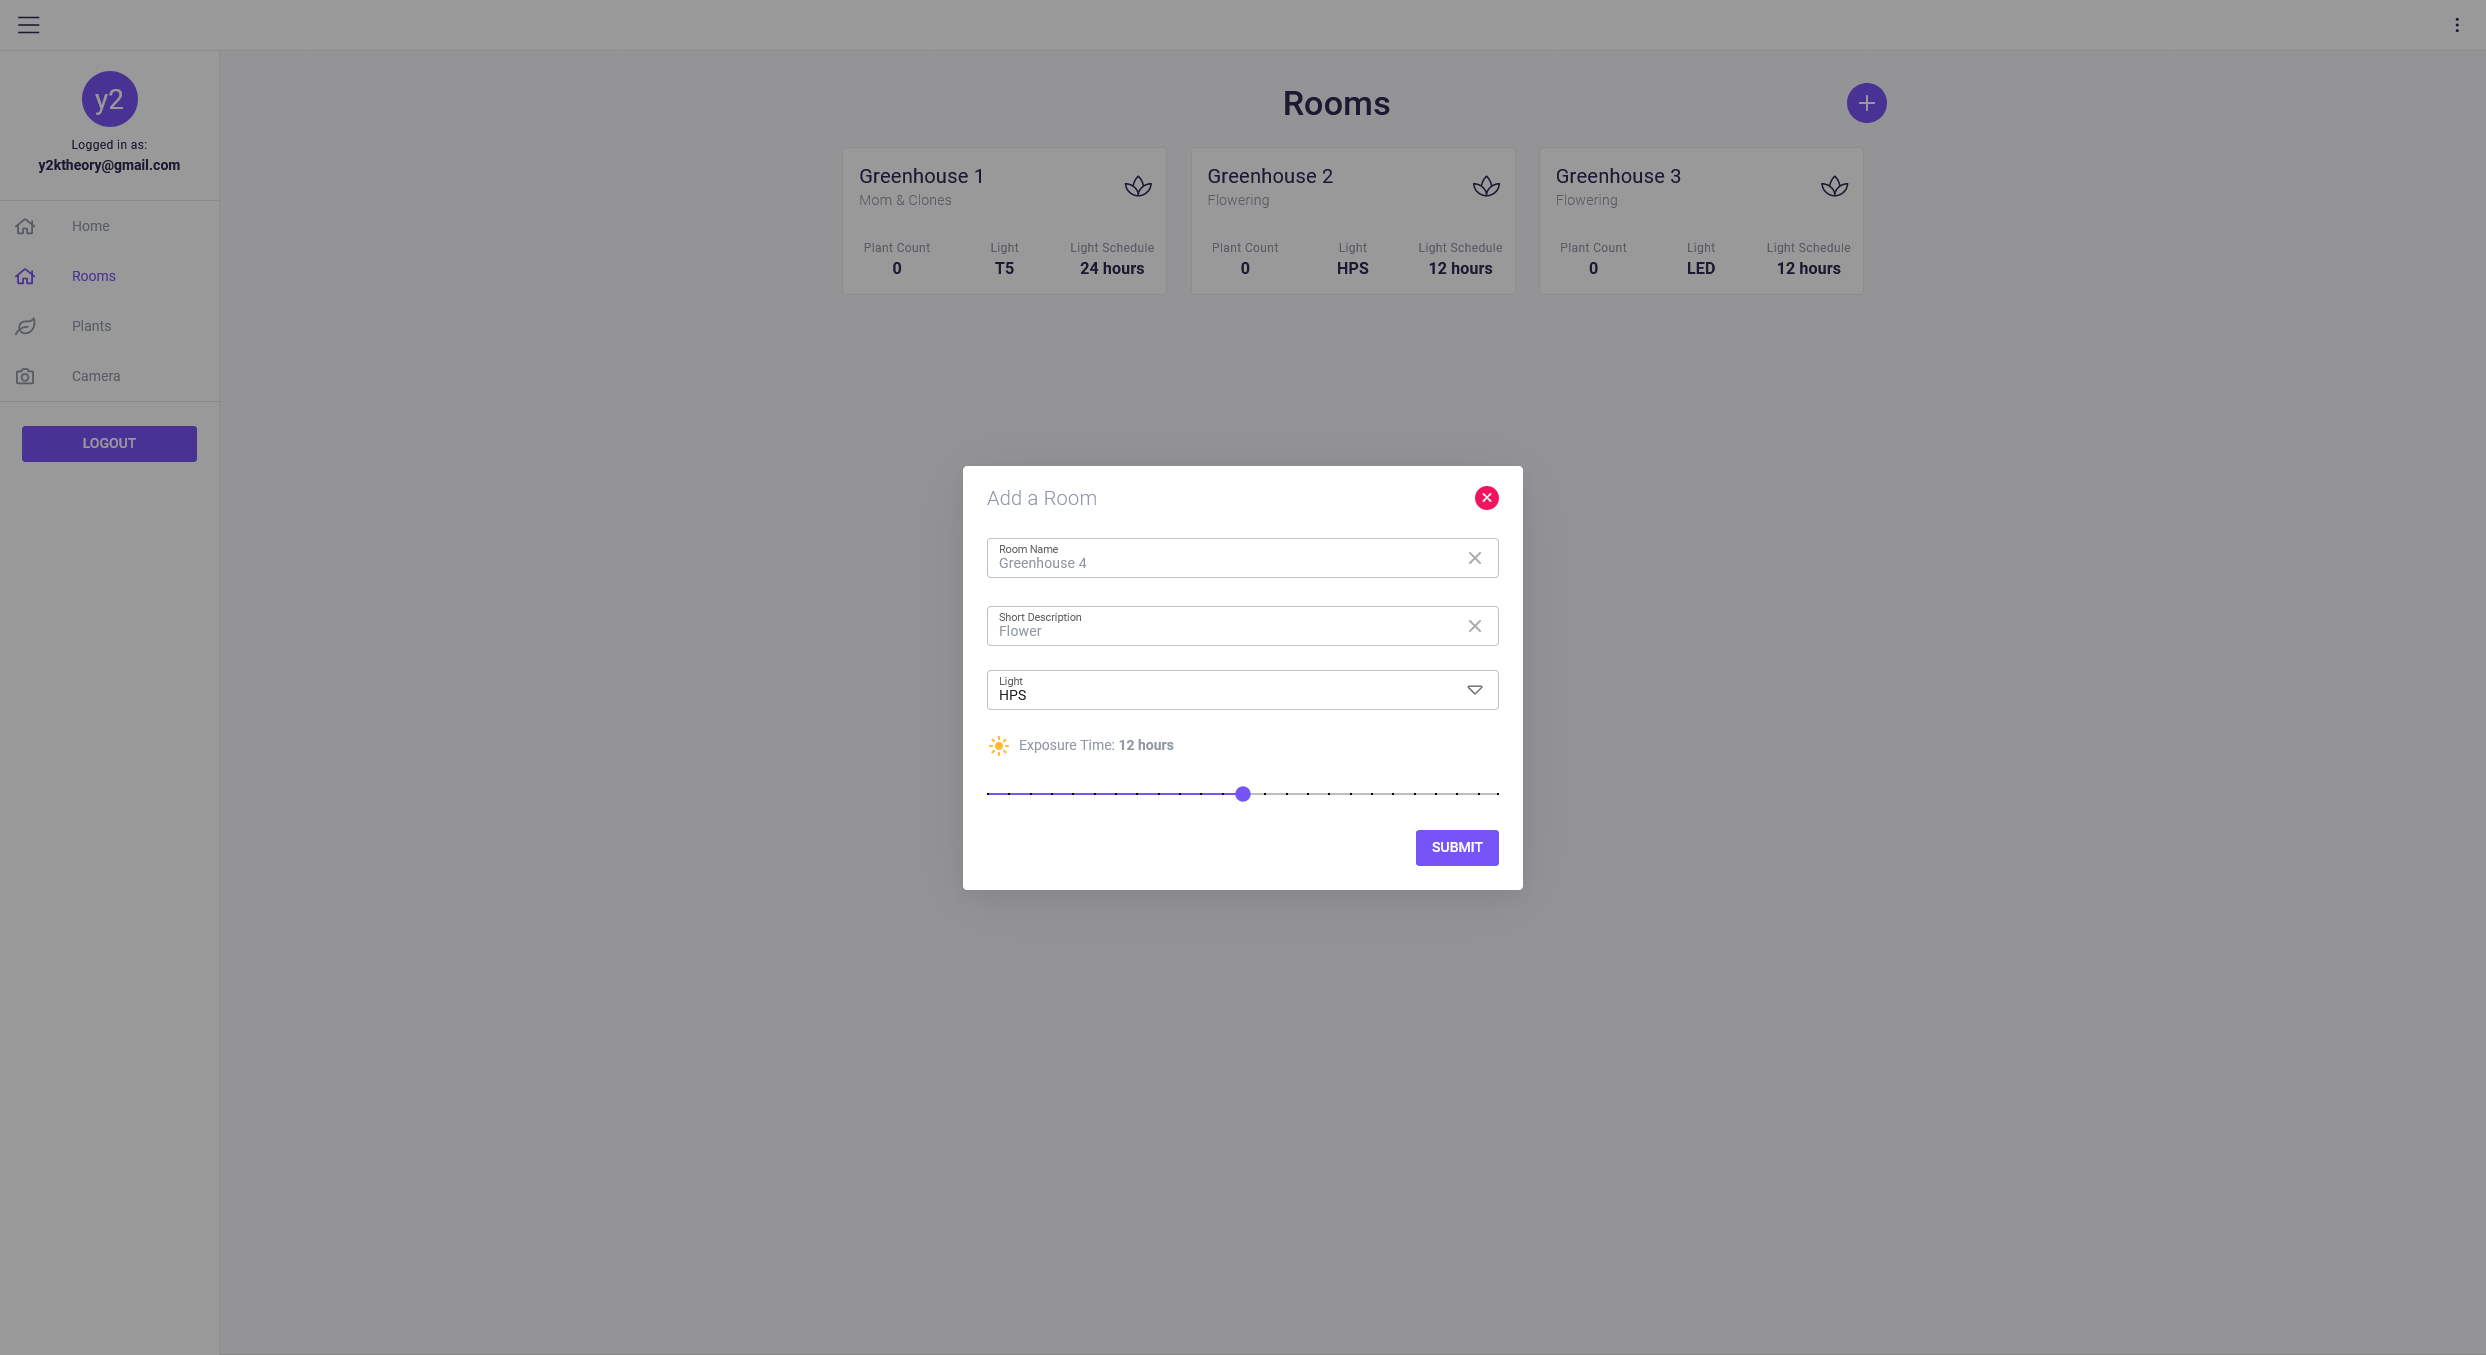 y2
Logged in as:
y2ktheory@gmail.com
Home
Rooms
Plants
Camera
LOGOUT
Rooms
Greenhouse 1
Mom & Clones
Plant Count Light Light Schedule
0 T5 24 hours
Greenhouse 2
Flowering
Plant Count Light Light Schedule
0 HPS 12 hours
Greenhouse 3
Flowering
Plant Count Light Light Schedule
0 LED 12 hours
Add a Room
Room Name
Greenhouse 4
Short Description
Flower
Light
HPS
Exposure Time: 12 hours
SUBMIT